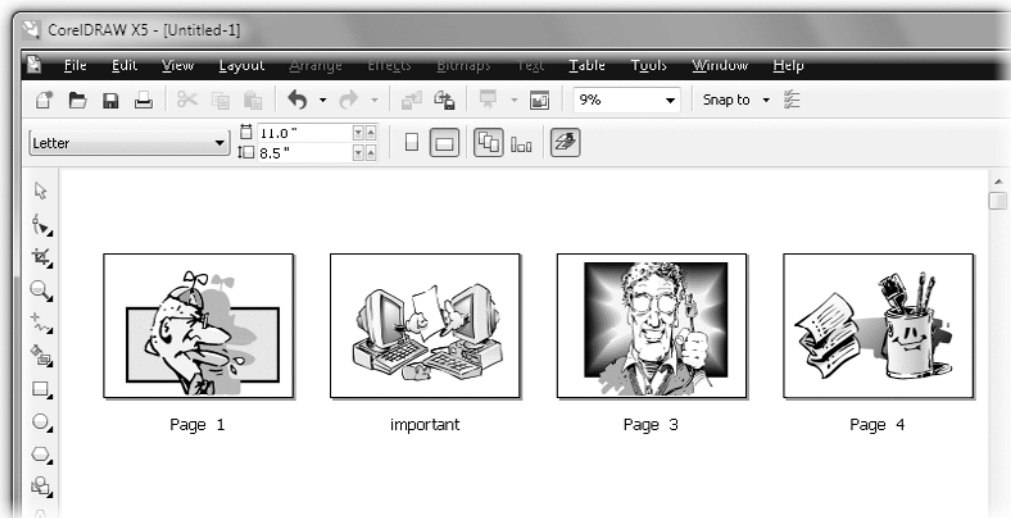 CorelDRAW X5 - [Untitled-1]
File Edit View Layout Arrange Effects Bitmaps Text Table Tools Window Help
9% Snap to
Letter 11.0 "
8.5 "
Page 1 important Page 3 Page 4